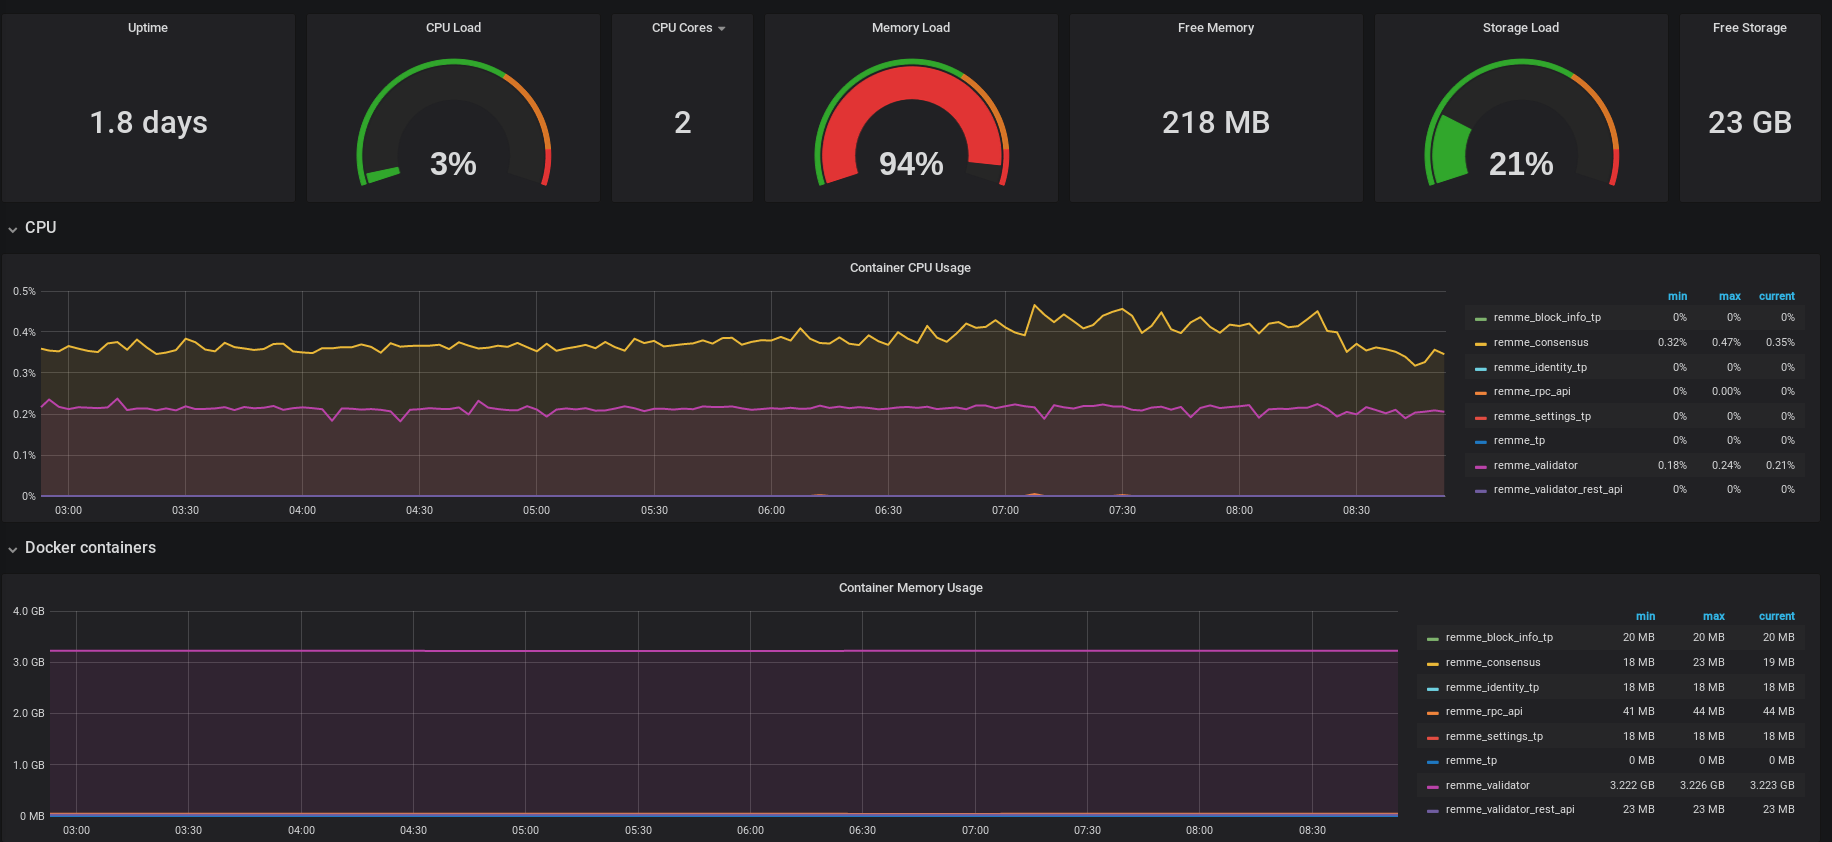 Uptime CPU Load CPU Cores Memory Load Free Memory Storage Load Free Storage
1.8 days 3% 2 94% 218 MB 21% 23 GB
CPU
Container CPU Usage
0.5%
0.4%
0.3%
0.2%
0.1%
0%
03:00 03:30 04:00 04:30 05:00 05:30 06:00 06:30 07:00 07:30 08:00 08:30
min max current
remme_block_info_tp 0% 0% 0%
remme_consensus 0.32% 0.47% 0.35%
remme_identity_tp 0% 0% 0%
remme_rpc_api 0% 0.00% 0%
remme_settings_tp 0% 0% 0%
remme_tp 0% 0% 0%
remme_validator 0.18% 0.24% 0.21%
remme_validator_rest_api 0% 0% 0%
Docker containers
Container Memory Usage
4.0 GB
3.0 GB
2.0 GB
1.0 GB
0 MB
03:00 03:30 04:00 04:30 05:00 05:30 06:00 06:30 07:00 07:30 08:00 08:30
min max current
remme_block_info_tp 20 MB 20 MB 20 MB
remme_consensus 18 MB 23 MB 19 MB
remme_identity_tp 18 MB 18 MB 18 MB
remme_rpc_api 41 MB 44 MB 44 MB
remme_settings_tp 18 MB 18 MB 18 MB
remme_tp 0 MB 0 MB 0 MB
remme_validator 3.222 GB 3.226 GB 3.223 GB
remme_validator_rest_api 23 MB 23 MB 23 MB